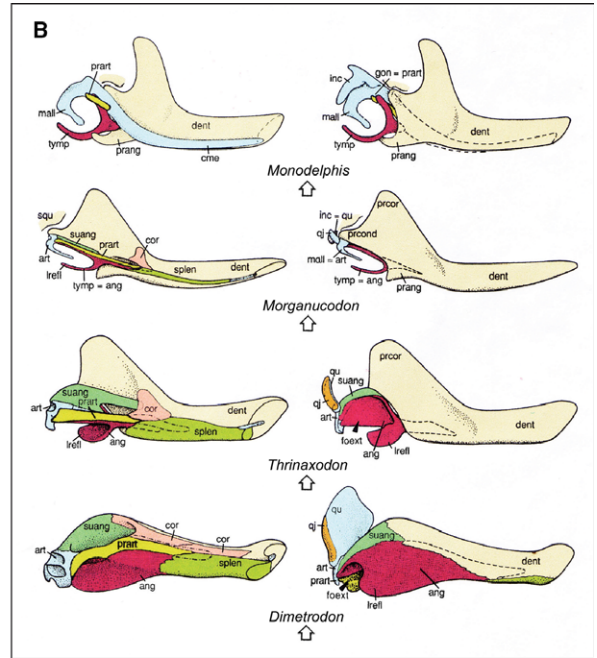 B
prart
mall
tymp
prang
dent
cme
inc
gon = prart
mall
tymp
prang
dent
Monodelphis
squ
suang
prart
cor
art
lrefl
tymp = ang
splen
dent
inc = qu
qj
prcor
prcond
mall = art
tymp = ang
prang
dent
Morganucodon
suang
prart
art
lrefl
ang
cor
splen
dent
qu
suang
prcor
qj
art
foext
ang
lrefl
dent
Thrinaxodon
art
suang
prart
cor
cor
ang
splen
qu
qj
suang
art
prart
foext
lrefl
ang
dent
Dimetrodon